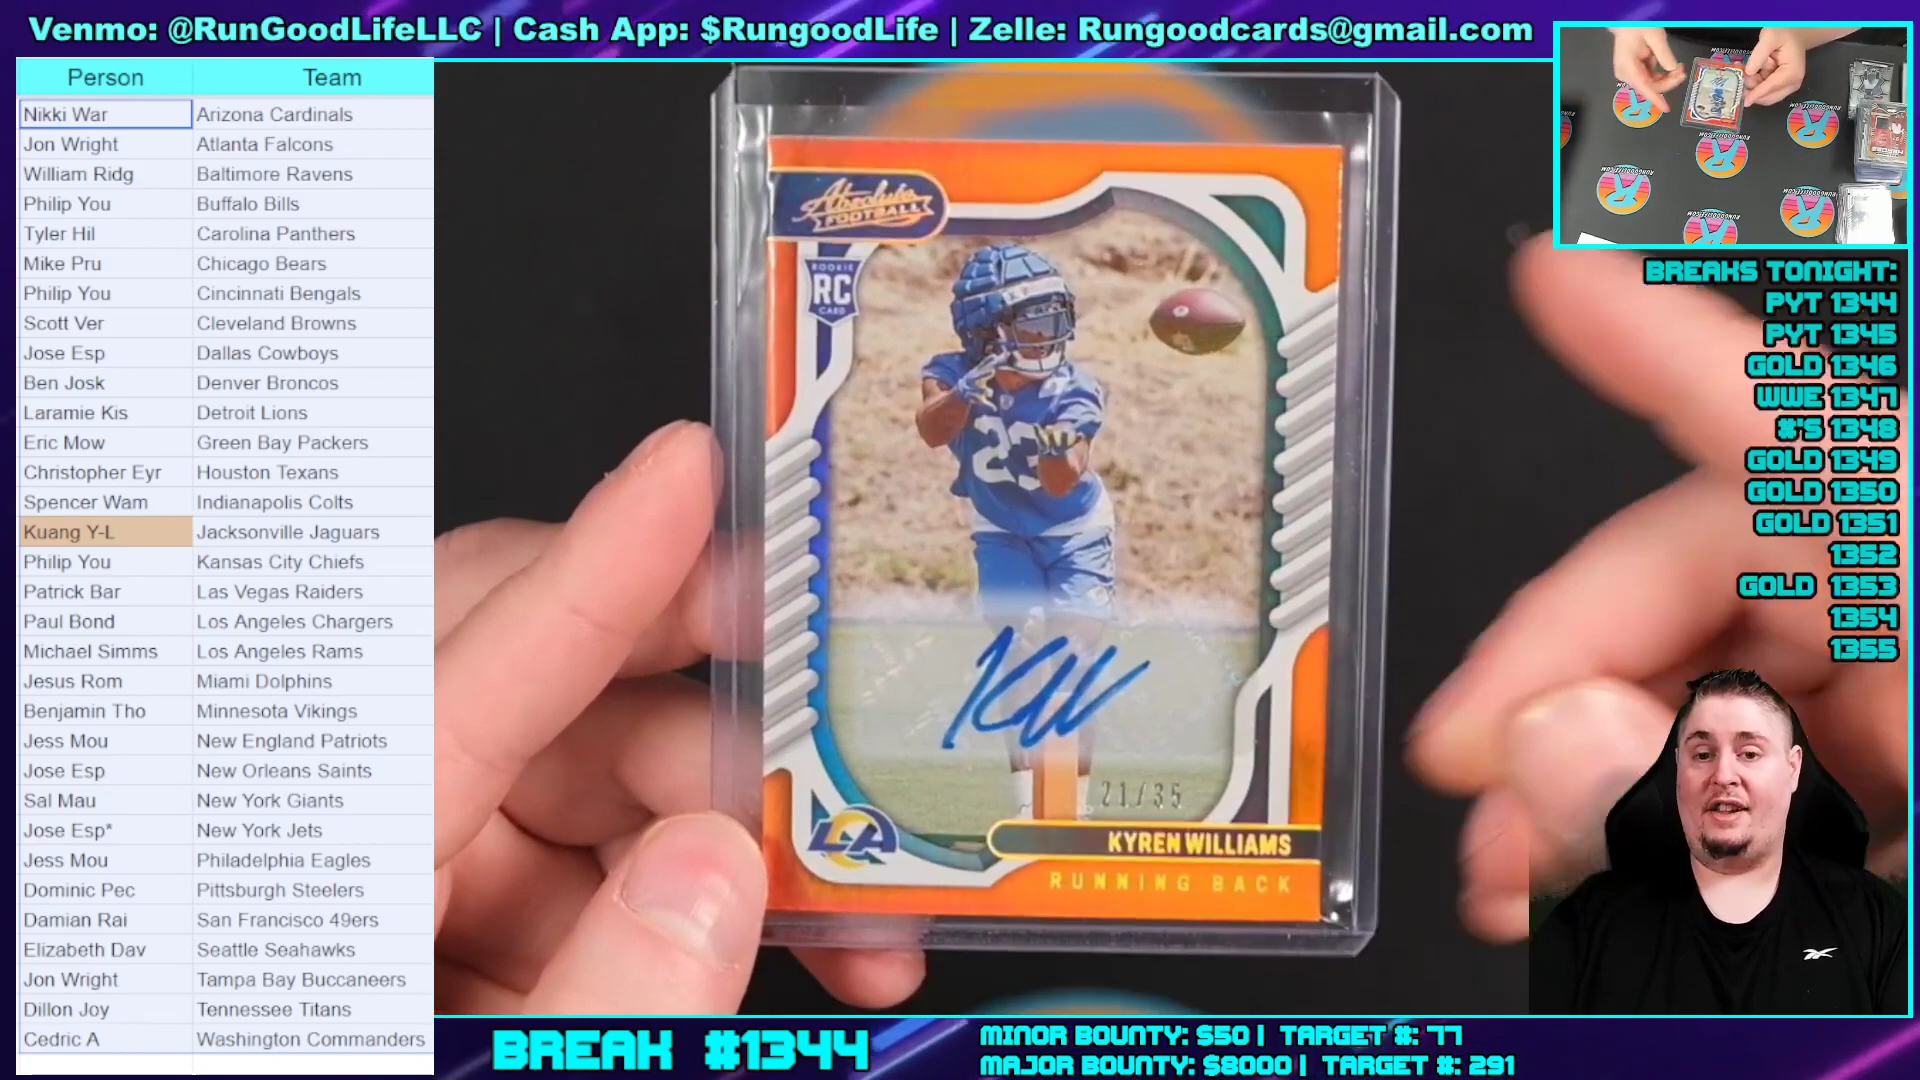 Venmo: @RunGoodLifeLLC | Cash App: $RungoodLife | Zelle: Rungoodcards@gmail.com
Person Team
Nikki War Arizona Cardinals
Jon Wright Atlanta Falcons
William Ridg Baltimore Ravens
Philip You Buffalo Bills
Tyler Hil Carolina Panthers
Mike Pru Chicago Bears
Philip You Cincinnati Bengals
Scott Ver Cleveland Browns
Jose Esp Dallas Cowboys
Ben Josk Denver Broncos
Laramie Kis Detroit Lions
Eric Mow Green Bay Packers
Christopher Eyr Houston Texans
Spencer Wam Indianapolis Colts
Kuang Y-L Jacksonville Jaguars
Philip You Kansas City Chiefs
Patrick Bar Las Vegas Raiders
Paul Bond Los Angeles Chargers
Michael Simms Los Angeles Rams
Jesus Rom Miami Dolphins
Benjamin Tho Minnesota Vikings
Jess Mou New England Patriots
Jose Esp New Orleans Saints
Sal Mau New York Giants
Jose Esp* New York Jets
Jess Mou Philadelphia Eagles
Dominic Pec Pittsburgh Steelers
Damian Rai San Francisco 49ers
Elizabeth Dav Seattle Seahawks
Jon Wright Tampa Bay Buccaneers
Dillon Joy Tennessee Titans
Cedric A Washington Commanders
Absolute
FOOTBALL
ROOKIE
RC
CARD
23
KW
21/35
LA
KYREN WILLIAMS
RUNNING BACK
BREAKS TONIGHT:
PYT 1344
PYT 1345
GOLD 1346
WWE 1347
#'S 1348
GOLD 1349
GOLD 1350
GOLD 1351
1352
GOLD 1353
1354
1355
BREAK #1344
MINOR BOUNTY: $50 | TARGET #: 77
MAJOR BOUNTY: $8000 | TARGET #: 291